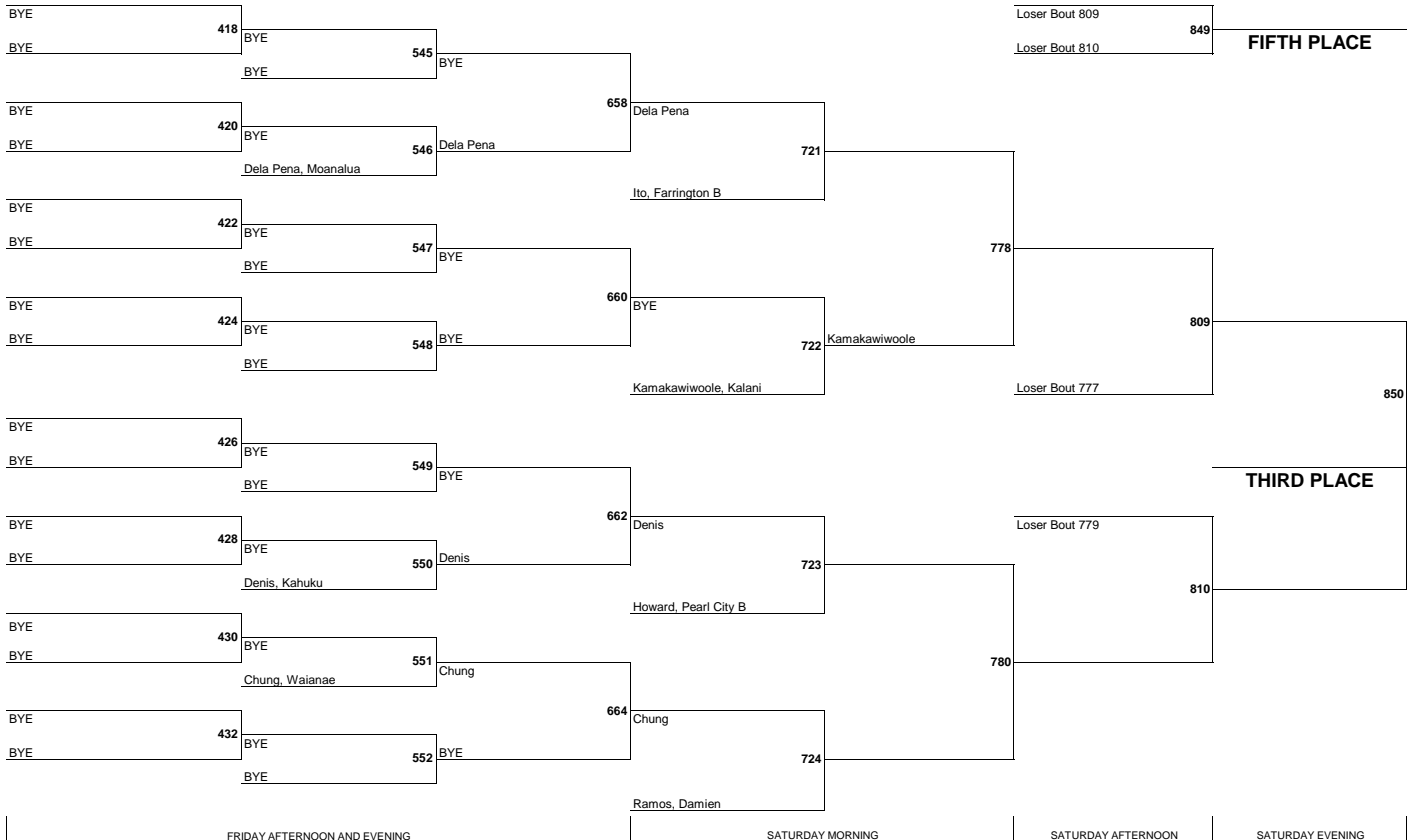 BYE
Loser Bout 809
418
BYE
849
BYE
Loser Bout 810
FIFTH PLACE
545
BYE
BYE
658
BYE
Dela Pena
420
BYE
BYE
546
Dela Pena
721
Dela Pena, Moanalua
Ito, Farrington B
BYE
422
BYE
BYE
547
BYE
778
BYE
660
BYE
BYE
424
809
BYE
BYE
548
BYE
722
Kamakawiwoole
BYE
Kamakawiwoole, Kalani
Loser Bout 777
850
BYE
426
BYE
BYE
549
BYE
THIRD PLACE
BYE
662
BYE
Denis
Loser Bout 779
428
BYE
BYE
550
Denis
723
Denis, Kahuku
810
Howard, Pearl City B
BYE
430
BYE
BYE
551
780
Chung
Chung, Waianae
664
BYE
Chung
432
BYE
BYE
552
BYE
724
BYE
Ramos, Damien
FRIDAY AFTERNOON AND EVENING
SATURDAY MORNING
SATURDAY AFTERNOON
SATURDAY EVENING